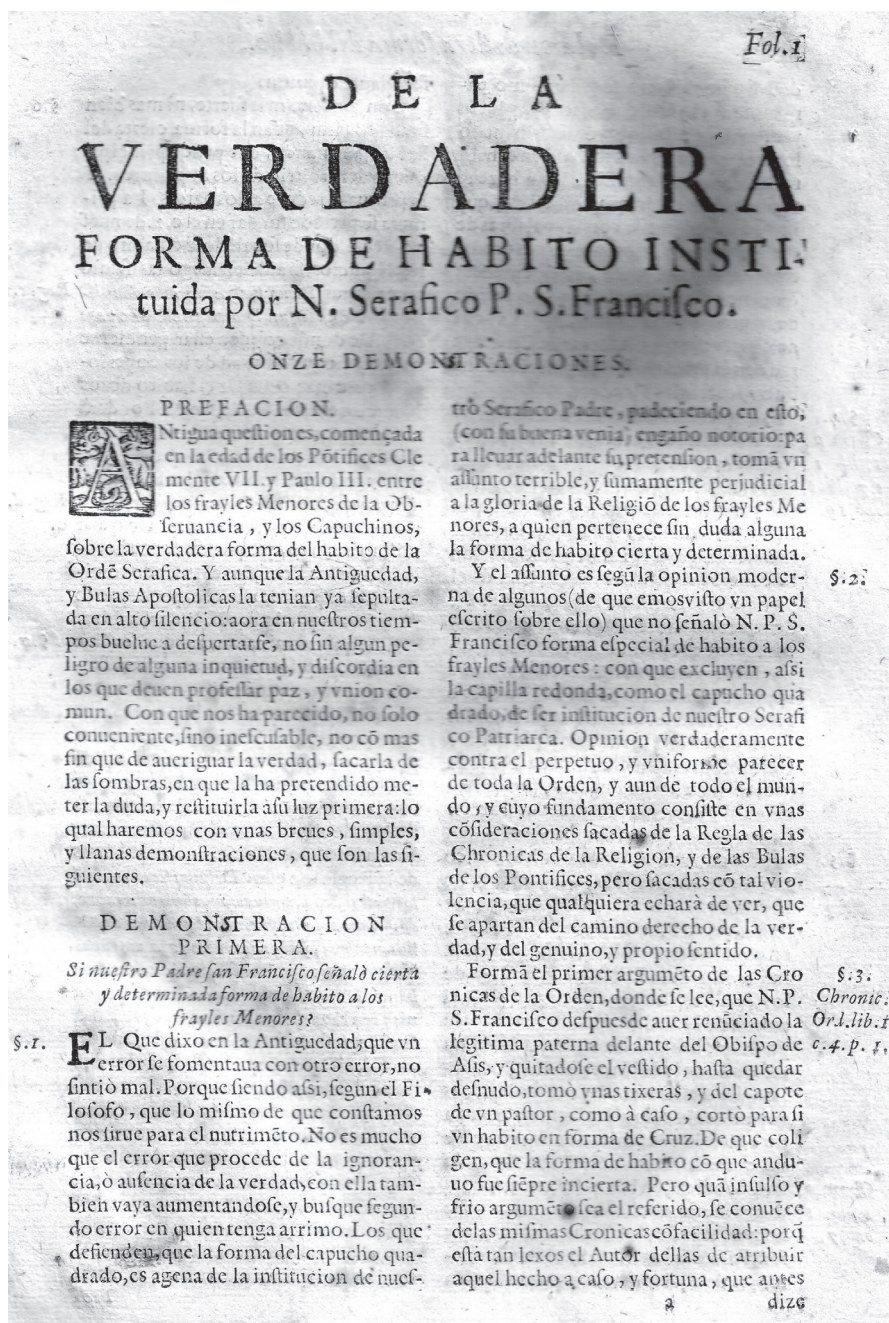 Fol.1
DE LA
VERDADERA
FORMA DE HABITO INSTI-
tuida por N. Serafico P. S. Franciſco.
ONZE DEMONSTRACIONES.
PREFACION.
ANtigua queſtion es, començada
en la edad de los Põtifices Cle
mente VII. y Paulo III. entre
los frayles Menores de la Ob-
ſeruancia, y los Capuchinos,
ſobre la verdadera forma del habito de la
Ordē Serafica. Y aunque la Antiguedad,
y Bulas Apoſtolicas la tenian ya ſepulta-
da en alto ſilencio: aora en nueſtros tiem-
pos buelue a deſpertarſe, no ſin algun pe-
ligro de alguna inquietud, y diſcordia en
los que deuen profeſſar paz, y vnion co-
mun. Con que nos ha parecido, no ſolo
conueniente, ſino ineſcuſable, no cõ mas
fin que de aueriguar la verdad, ſacarla de
las ſombras, en que la ha pretendido me-
ter la duda, y reſtituirla àſu luz primera: lo
qual haremos con vnas breues, ſimples,
y llanas demonſtraciones, que ſon las ſi-
guientes.
DEMONSTRACION
PRIMERA.
Si nueſtro Padre ſan Franciſco ſeñalò cierta
y determinada forma de habito a los
frayles Menores?
§.1.
EL Que dixo en la Antiguedad, que vn
error ſe fomentaua con otro error, no
ſintiò mal. Porque ſiendo aſsi, ſegun el Fi-
loſofo, que lo miſmo de que conſtamos
nos ſirue para el nutrimēto. No es mucho
que el error que procede de la ignoran-
cia, ò auſencia de la verdad, con ella tam-
bien vaya aumentandoſe, y buſque ſegun-
do error en quien tenga arrimo. Los que
defienden, que la forma del capucho qua-
drado, es agena de la inſtitucion de nueſ-
trò Serafico Padre, padeciendo en eſto,
(con ſu buena venia) engaño notorio: pa
ra lleuar adelante ſu pretenſion, tomã vn
aſſunto terrible, y ſumamente perjudicial
a la gloria de la Religiõ de los frayles Me
nores, a quien pertenece ſin duda alguna
la forma de habito cierta y determinada.
§.2.
Y el aſſunto es ſegũ la opinion moder-
na de algunos (de que emos viſto vn papel
eſcrito ſobre ello) que no ſeñalò N. P. S.
Franciſco forma eſpecial de habito a los
frayles Menores: con que excluyen, aſsi
la capilla redonda, como el capucho qua
drado, de ſer inſtitucion de nueſtro Serafi
co Patriarca. Opinion verdaderamente
contra el perpetuo, y vniforme parecer
de toda la Orden, y aun de todo el mun-
do, y cuyo fundamento conſiſte en vnas
cõſideraciones ſacadas de la Regla de las
Chronicas de la Religion, y de las Bulas
de los Pontifices, pero ſacadas cõ tal vio-
lencia, que qualquiera echarà de ver, que
ſe apartan del camino derecho de la ver-
dad, y del genuino, y propio ſentido.
§.3.
Chronic.
Ord. lib. 1
c. 4. p. 1.
Formã el primer argumēto de las Cro
nicas de la Orden, donde ſe lee, que N. P.
S. Franciſco deſpues de auer renũciado la
legitima paterna delante del Obiſpo de
Aſis, y quitadoſe el veſtido, haſta quedar
deſnudo, tomò vnas tixeras, y del capote
de vn paſtor, como à caſo, cortò para ſi
vn habito en forma de Cruz. De que coli
gen, que la forma de habito cõ que andu-
uo fue ſiēpre incierta. Pero quã inſulſo y
frio argumēto ſea el referido, ſe conuēce
de las miſmas Cronicas cõ facilidad: porq̃
eſtà tan lexos el Autor dellas de atribuir
aquel hecho a caſo, y fortuna, que antes
a
dize